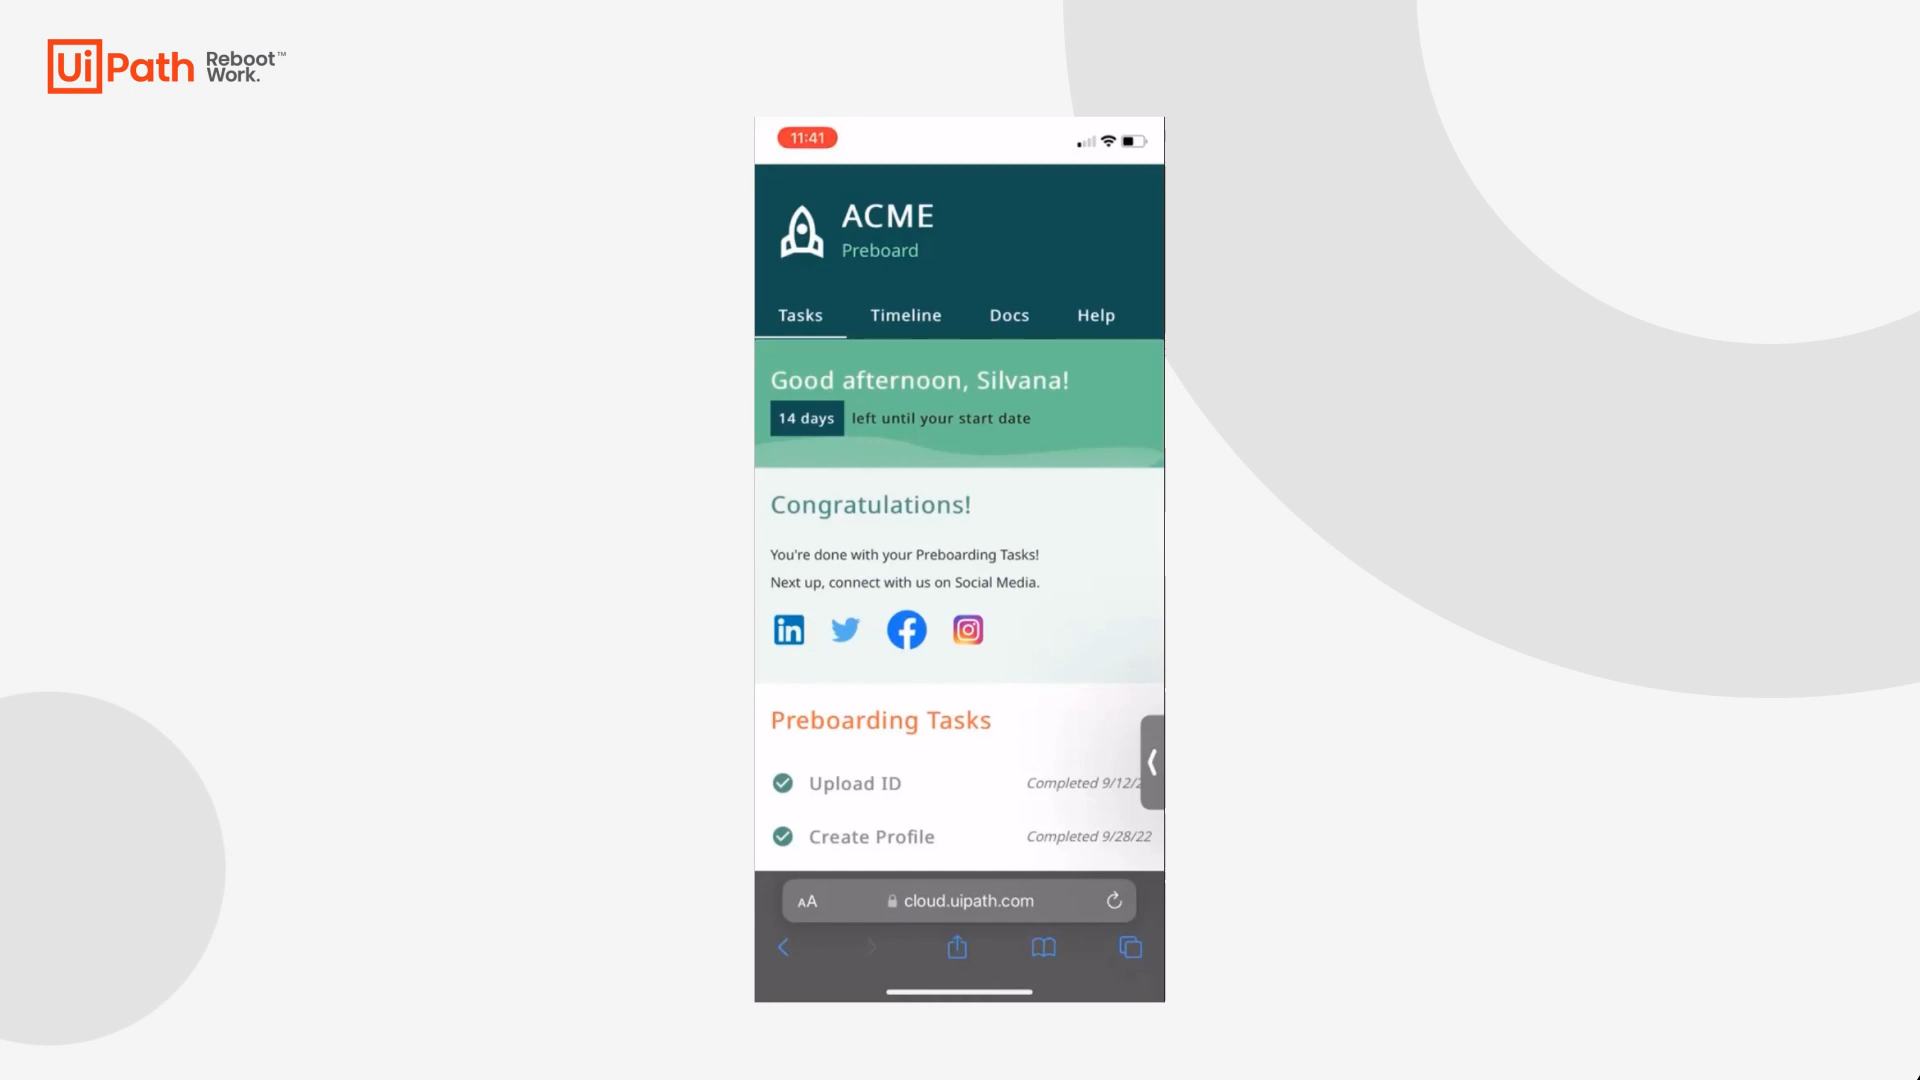 UiPath Reboot™
Work.
11:41
ACME
Preboard
Tasks Timeline Docs Help
Good afternoon, Silvana!
14 days left until your start date
Congratulations!
You're done with your Preboarding Tasks!
Next up, connect with us on Social Media.
in
Preboarding Tasks
Upload ID Completed 9/12/
Create Profile Completed 9/28/22
AA cloud.uipath.com